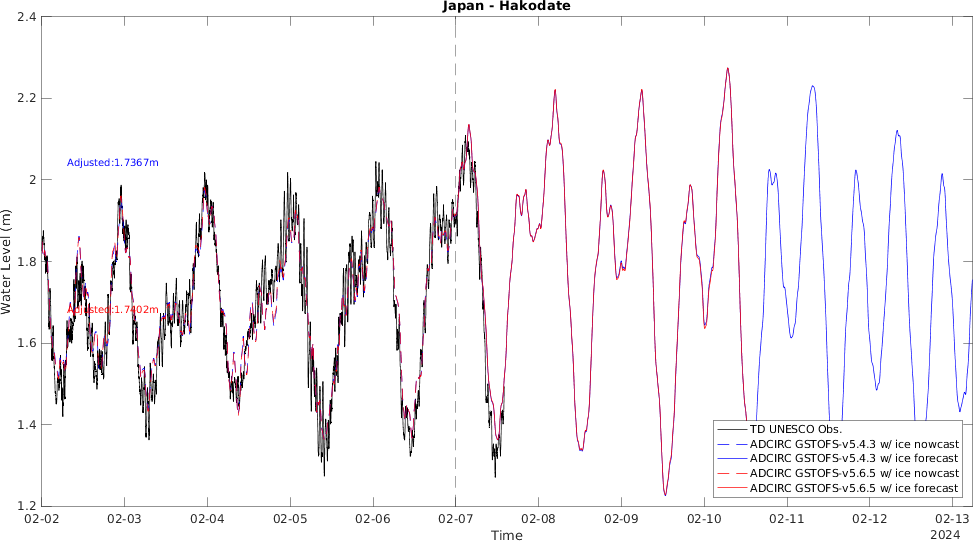 Japan - Hakodate
2.4
2.2
2
1.8
1.6
1.4
1.2
Water Level (m)
Adjusted:1.7367m
Adjusted:1.7402m
TD UNESCO Obs.
ADCIRC GSTOFS-v5.4.3 w/ ice nowcast
ADCIRC GSTOFS-v5.4.3 w/ ice forecast
ADCIRC GSTOFS-v5.6.5 w/ ice nowcast
ADCIRC GSTOFS-v5.6.5 w/ ice forecast
02-02 02-03 02-04 02-05 02-06 02-07 02-08 02-09 02-10 02-11 02-12 02-13
Time
2024